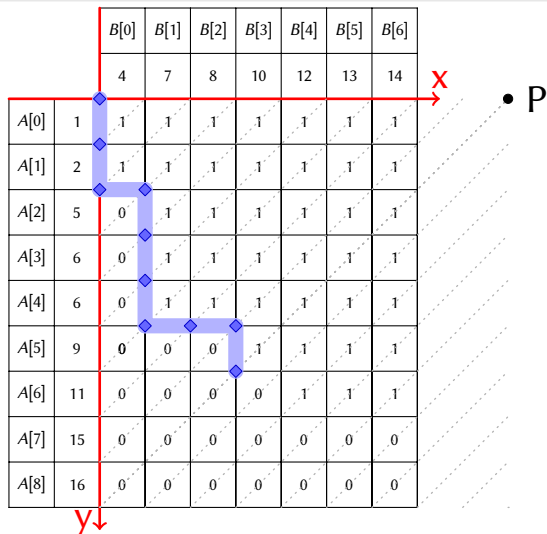 B[0] B[1] B[2] B[3] B[4] B[5] B[6]
4 7 8 10 12 13 14
x
P
A[0] 1 1 1 1 1 1 1 1
A[1] 2 1 1 1 1 1 1 1
A[2] 5 0 1 1 1 1 1 1
A[3] 6 0 1 1 1 1 1 1
A[4] 6 0 1 1 1 1 1 1
A[5] 9 0 0 0 1 1 1 1
A[6] 11 0 0 0 0 1 1 1
A[7] 15 0 0 0 0 0 0 0
A[8] 16 0 0 0 0 0 0 0
y